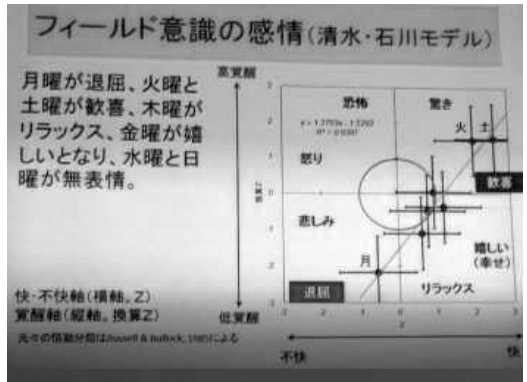 フィールド意識の感情(清水・石川モデル)
月曜が退屈、火曜と
土曜が歓喜、木曜が
リラックス、金曜が嬉
しいとなり、水曜と日
曜が無表情。
高覚醒
恐怖
驚き
火
土
怒り
歓喜
悲しみ
嬉しい
(幸せ)
月
退屈
リラックス
快・不快軸(横軸、Z)
覚醒軸(縦軸、換算Z)
低覚醒
不快
快